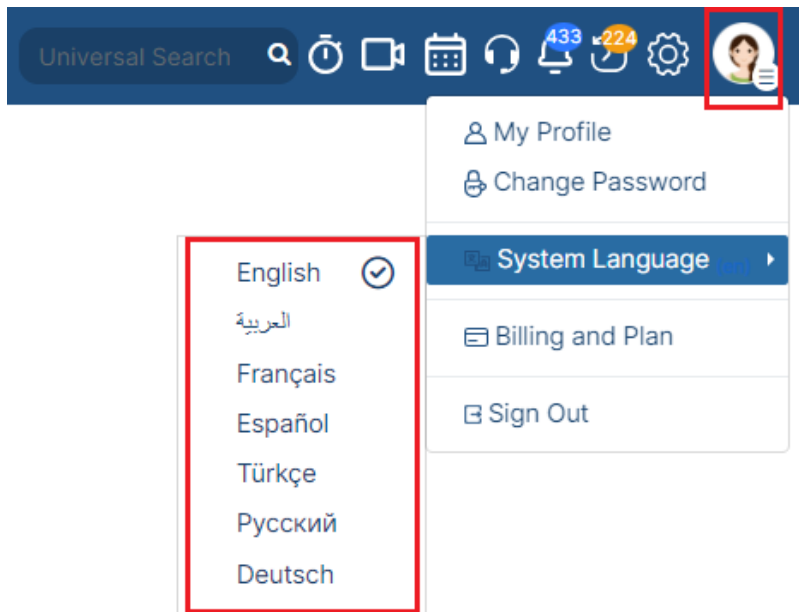 Universal Search
433
224
My Profile
Change Password
System Language (en)
English
العربية
Français
Español
Türkçe
Русский
Deutsch
Billing and Plan
Sign Out